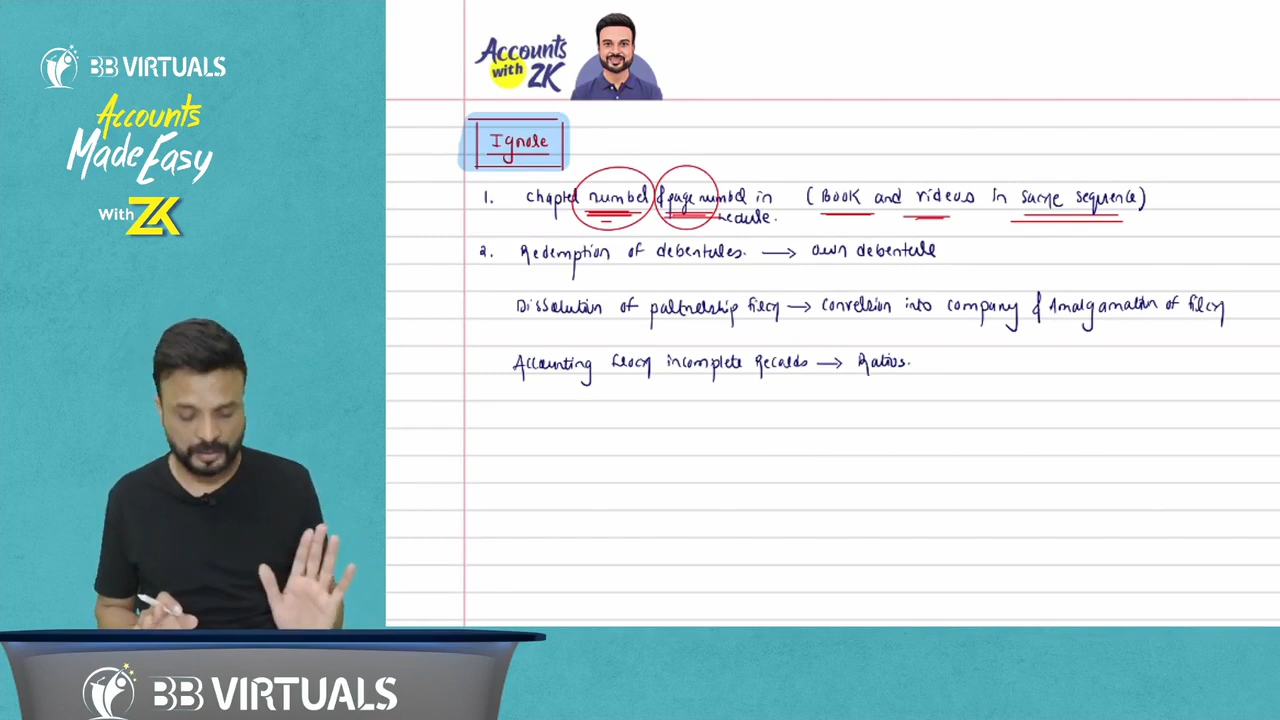 BB VIRTUALS
Accounts
Made Easy
With ZK
Accounts
with ZK
Ignore
1. Chapter number & page number in (Book and videos in same sequence)
module.
2. Redemption of debentures. → Own debenture
Dissolution of partnership firm → Conversion into company & Amalgamation of firm
Accounting from incomplete Records → Ratios.
BB VIRTUALS